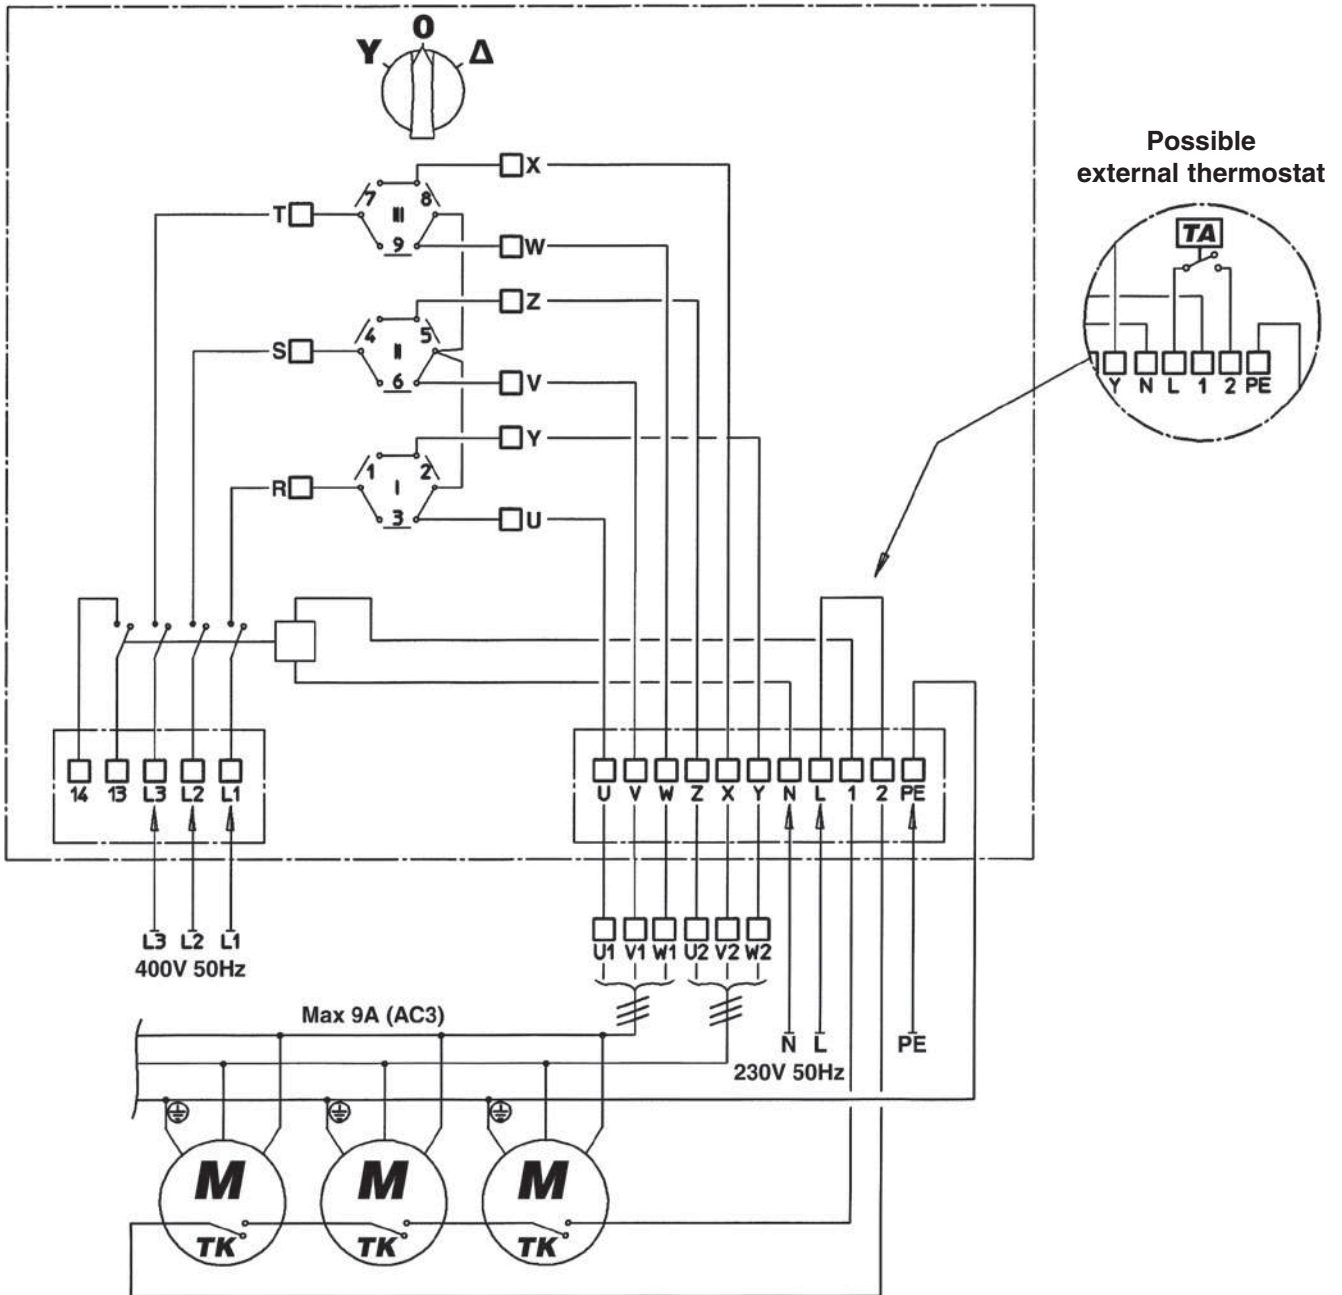 O
Y Δ
Possible
external thermostat
TA
Y N L 1 2 PE
X
T 7 8
III
9 W
Z
S 4 5
II
6 V
Y
R 1 2
I
3 U
14 13 L3 L2 L1
U V W Z X Y N L 1 2 PE
L3 L2 L1
400V 50Hz
U1 V1 W1 U2 V2 W2
Max 9A (AC3)
N L PE
230V 50Hz
M M M
TK TK TK